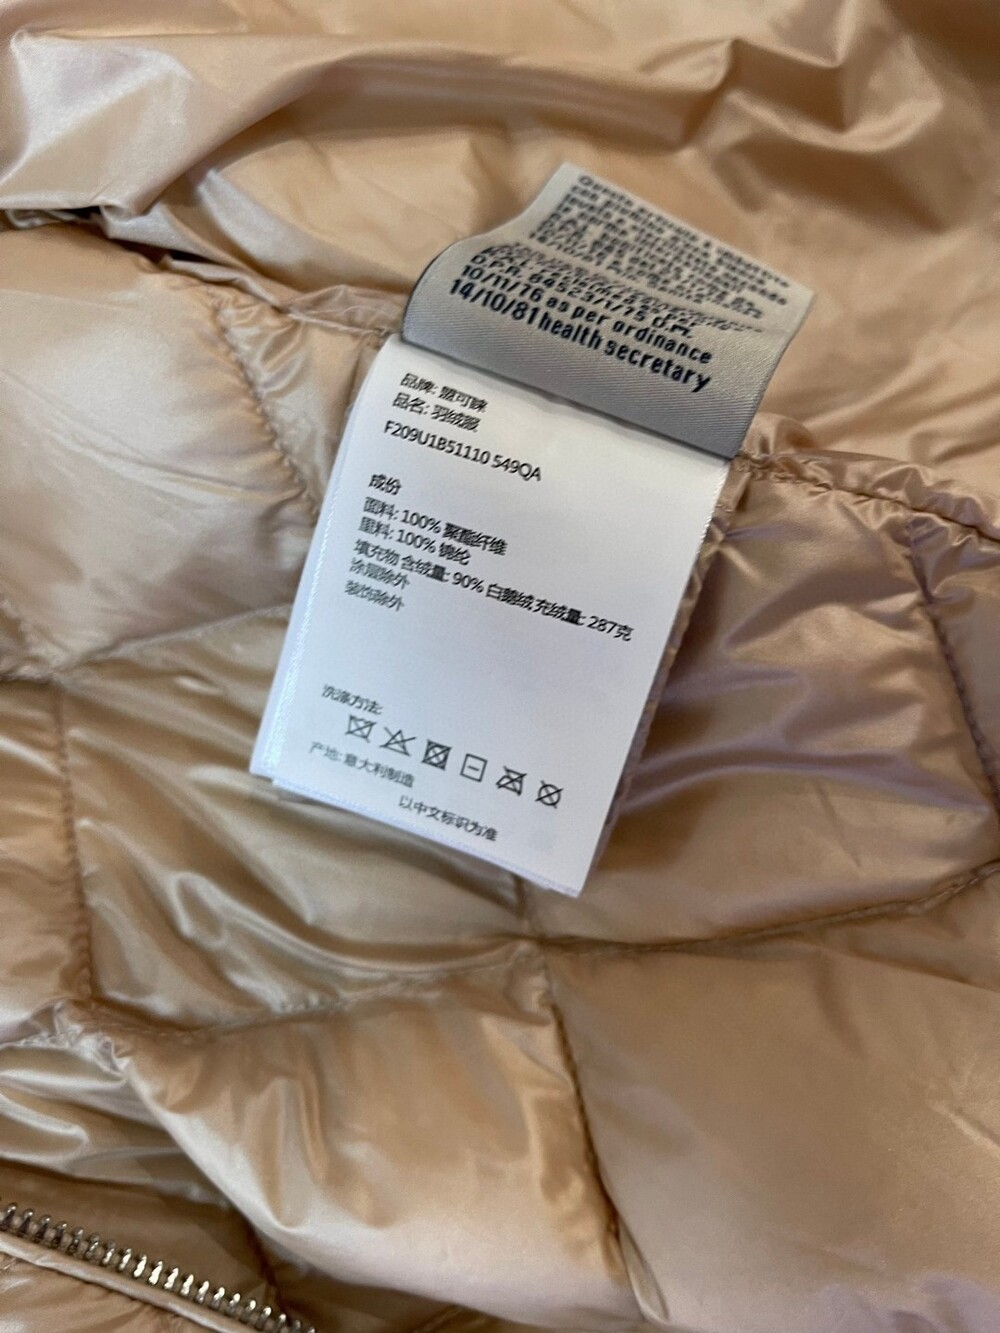 D.P.R. 845-3/1/75 D.M.
10/11/76 as per ordinance
14/10/81 health secretary
品牌: 盟可睐
品名: 羽绒服
F209U1B51110 549QA
成份
面料: 100% 聚酯纤维
里料: 100% 锦纶
填充物 含绒量: 90% 白鹅绒 充绒量: 287克
涂层除外
装饰除外
洗涤方法:
产地: 意大利制造
以中文标识为准